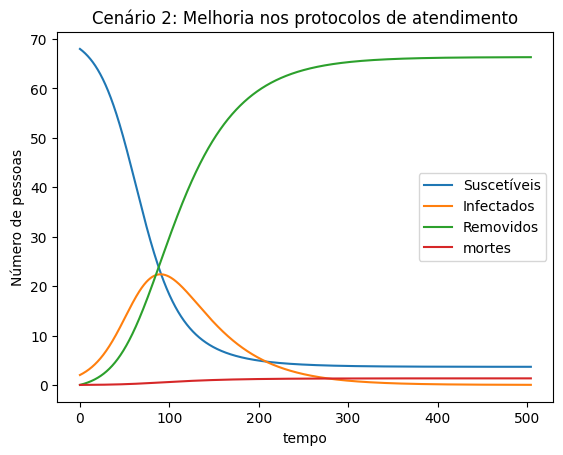 Cenário 2: Melhoria nos protocolos de atendimento
Número de pessoas
70
60
50
40
30
20
10
0
Suscetíveis
Infectados
Removidos
mortes
0 100 200 300 400 500
tempo